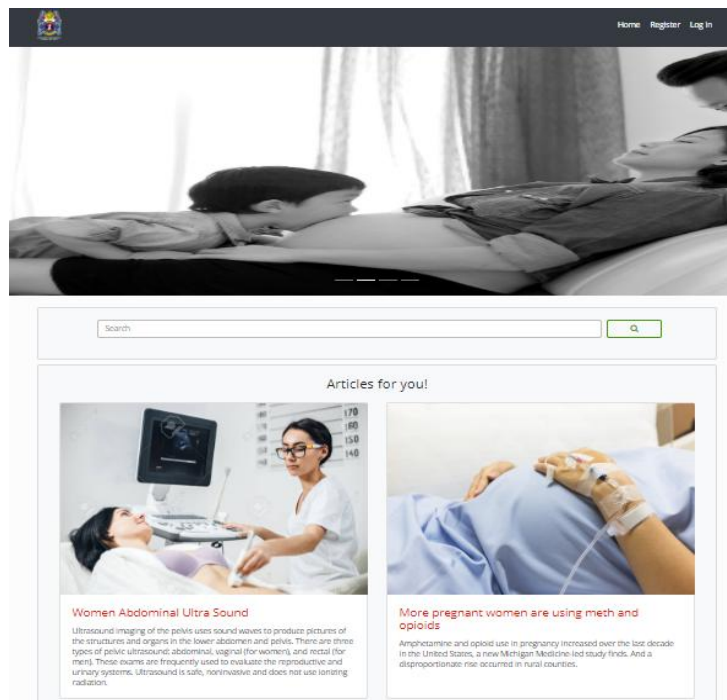 Home Register Log In
Search
Articles for you!
170
160
150
140
Women Abdominal Ultra Sound
Ultrasound imaging of the pelvis uses sound waves to produce pictures of
the structures and organs in the lower abdomen and pelvis. There are three
types of pelvic ultrasound: abdominal, vaginal (for women), and rectal (for
men). These exams are frequently used to evaluate the reproductive and
urinary systems. Ultrasound is safe, noninvasive and does not use ionizing
radiation.
More pregnant women are using meth and
opioids
Amphetamine and opioid use in pregnancy increased over the last decade
in the United States, a new Michigan Medicine-led study finds. And a
disproportionate rise occurred in rural counties.